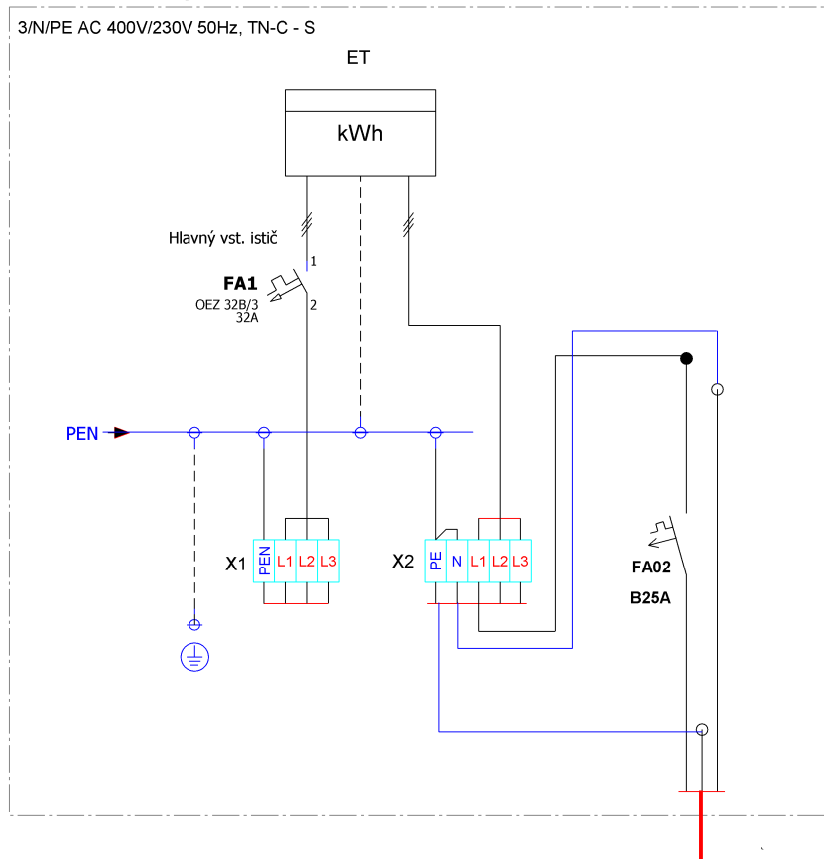 3/N/PE AC 400V/230V 50Hz, TN-C - S
ET
kWh
Hlavný vst. istič
1
FA1
OEZ 32B/3
32A
2
PEN
X1
PEN
L1
L2
L3
X2
PE
N
L1
L2
L3
FA02
B25A